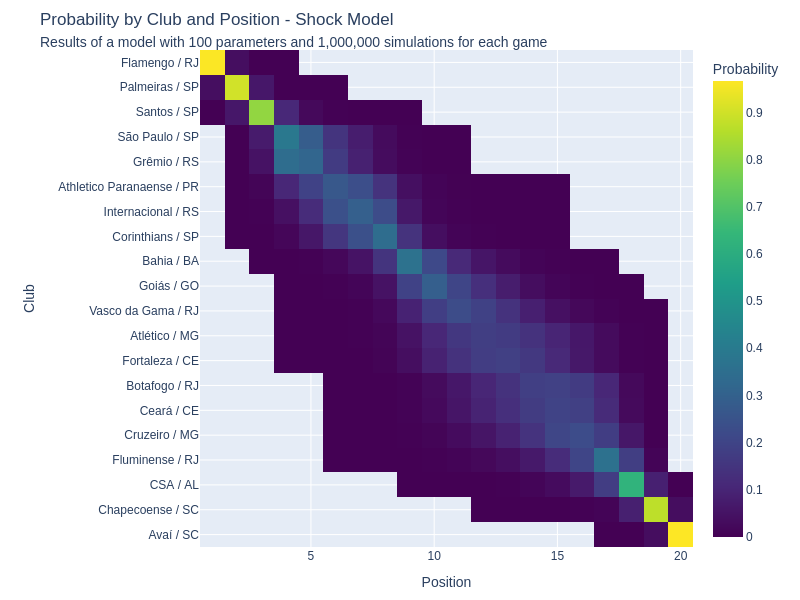 Probability by Club and Position - Shock Model
Results of a model with 100 parameters and 1,000,000 simulations for each game
Probability
Flamengo / RJ
Palmeiras / SP
Santos / SP
São Paulo / SP
Grêmio / RS
Athletico Paranaense / PR
Internacional / RS
Corinthians / SP
Bahia / BA
Goiás / GO
Vasco da Gama / RJ
Atlético / MG
Fortaleza / CE
Botafogo / RJ
Ceará / CE
Cruzeiro / MG
Fluminense / RJ
CSA / AL
Chapecoense / SC
Avaí / SC
Club
5
10
15
20
Position
0.9
0.8
0.7
0.6
0.5
0.4
0.3
0.2
0.1
0